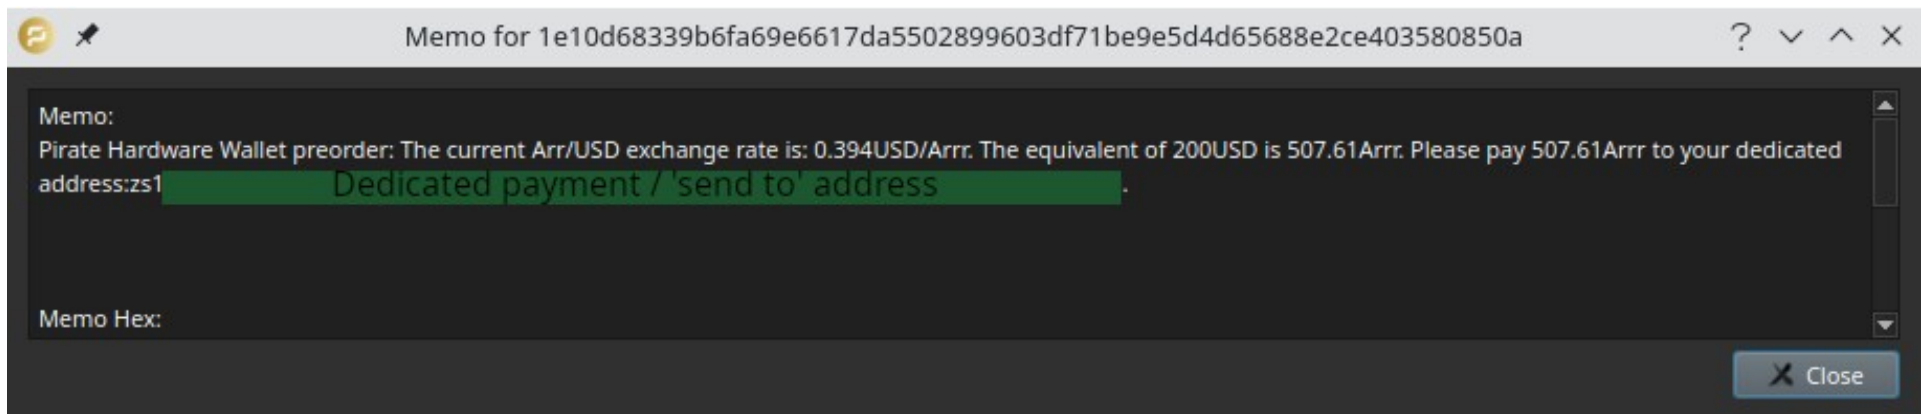 Memo for 1e10d68339b6fa69e6617da5502899603df71be9e5d4d65688e2ce403580850a
Memo:
Pirate Hardware Wallet preorder: The current Arr/USD exchange rate is: 0.394USD/Arrr. The equivalent of 200USD is 507.61Arrr. Please pay 507.61Arrr to your dedicated
address:zs1 Dedicated payment / 'send to' address .
Memo Hex:
Close